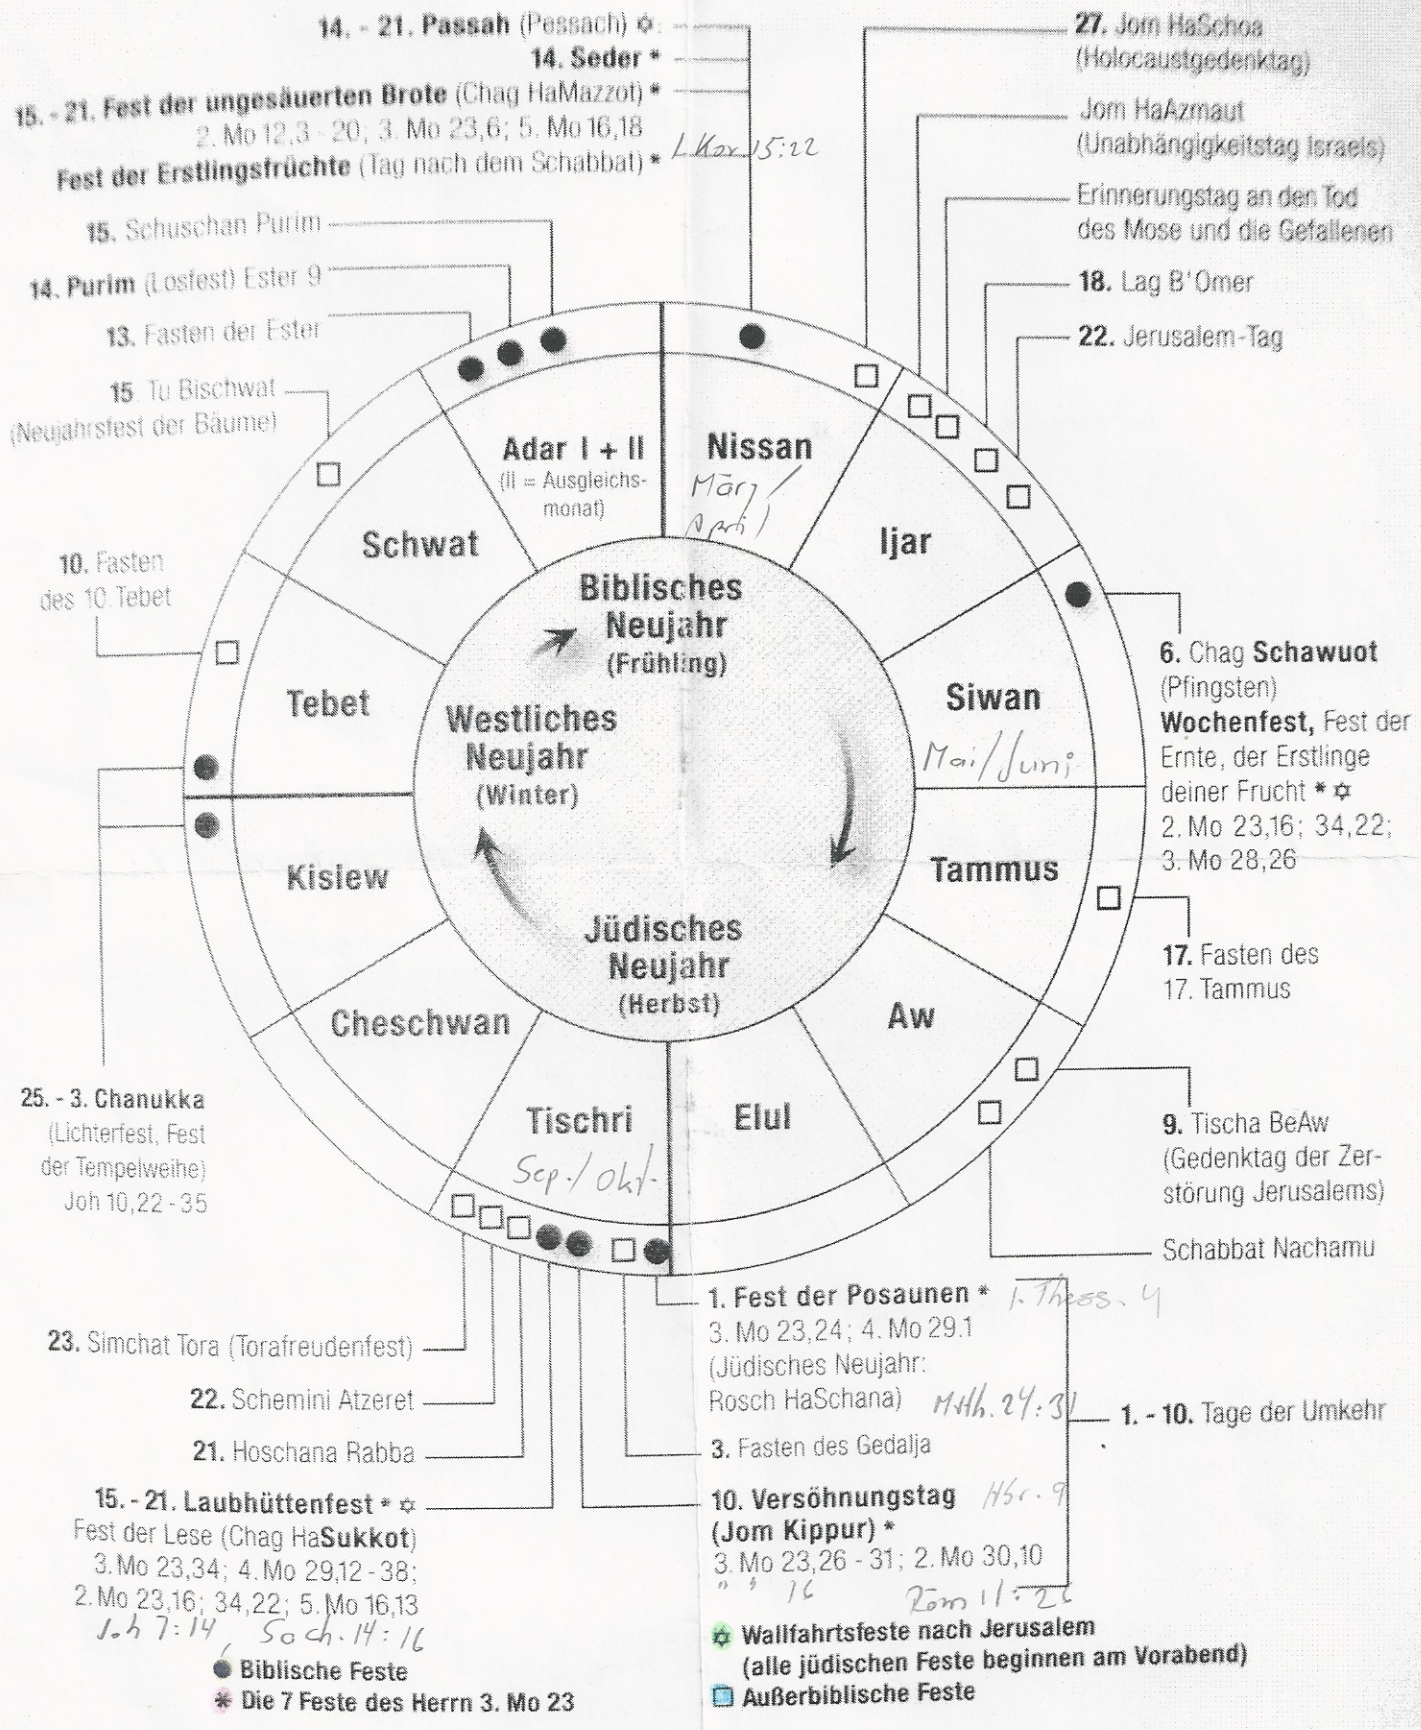 14. - 21. Passah (Pessach) ✡
14. Seder *
15. - 21. Fest der ungesäuerten Brote (Chag HaMazzot) *
2. Mo 12,3 - 20; 3. Mo 23,6; 5. Mo 16,18
Fest der Erstlingsfrüchte (Tag nach dem Schabbat) * 1. Kor 15:22
15. Schuschan Purim
14. Purim (Losfest) Ester 9
13. Fasten der Ester
15 Tu Bischwat
(Neujahrsfest der Bäume)
10. Fasten
des 10. Tebet
27. Jom HaSchoa
(Holocaustgedenktag)
Jom HaAzmaut
(Unabhängigkeitstag Israels)
Erinnerungstag an den Tod
des Mose und die Gefallenen
18. Lag B'Omer
22. Jerusalem-Tag
Adar I + II
(II = Ausgleichs-
monat)
Nissan
März/
April
Ijar
Siwan
Mai/Juni
Tammus
Aw
Elul
Tischri
Sep./Okt.
Cheschwan
Kislew
Tebet
Schwat
Biblisches
Neujahr
(Frühling)
Westliches
Neujahr
(Winter)
Jüdisches
Neujahr
(Herbst)
6. Chag Schawuot
(Pfingsten)
Wochenfest, Fest der
Ernte, der Erstlinge
deiner Frucht * ✡
2. Mo 23,16; 34,22;
3. Mo 28,26
17. Fasten des
17. Tammus
9. Tischa BeAw
(Gedenktag der Zer-
störung Jerusalems)
Schabbat Nachamu
25. - 3. Chanukka
(Lichterfest, Fest
der Tempelweihe)
Joh 10,22 - 35
23. Simchat Tora (Torafreudenfest)
22. Schemini Atzeret
21. Hoschana Rabba
15. - 21. Laubhüttenfest * ✡
Fest der Lese (Chag HaSukkot)
3. Mo 23,34; 4. Mo 29,12 - 38;
2. Mo 23,16; 34,22; 5. Mo 16,13
Joh 7:14, Sach. 14:16
1. Fest der Posaunen * 1. Thess. 4
3. Mo 23,24; 4. Mo 29.1
(Jüdisches Neujahr:
Rosch HaSchana) Mtth. 24:31
1. - 10. Tage der Umkehr
3. Fasten des Gedalja
10. Versöhnungstag Hbr. 9
(Jom Kippur) *
3. Mo 23,26 - 31; 2. Mo 30,10
" " 16 Röm 11:26
✡ Wallfahrtsfeste nach Jerusalem
(alle jüdischen Feste beginnen am Vorabend)
□ Außerbiblische Feste
● Biblische Feste
* Die 7 Feste des Herrn 3. Mo 23